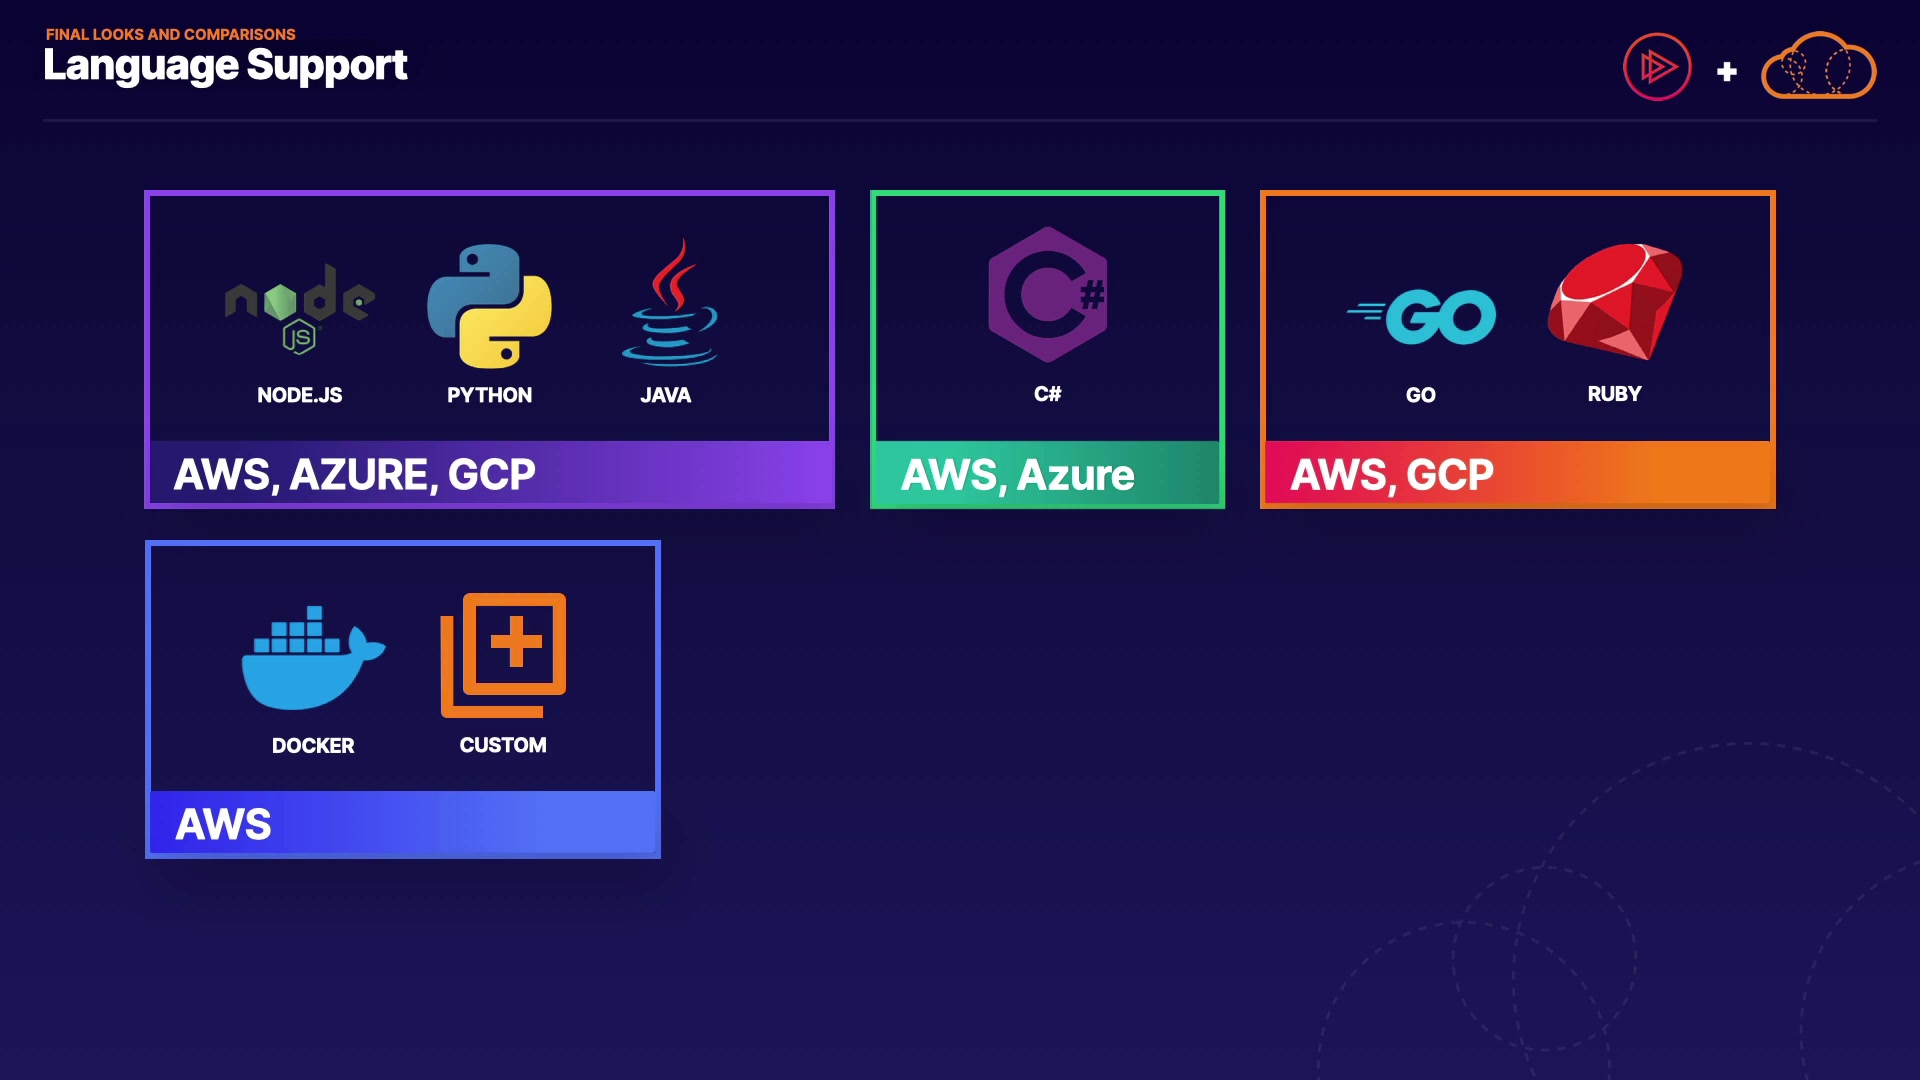 FINAL LOOKS AND COMPARISONS
Language Support
+
node
JS
NODE.JS
PYTHON
JAVA
AWS, AZURE, GCP
C#
C#
AWS, Azure
GO
GO
RUBY
AWS, GCP
DOCKER
CUSTOM
AWS